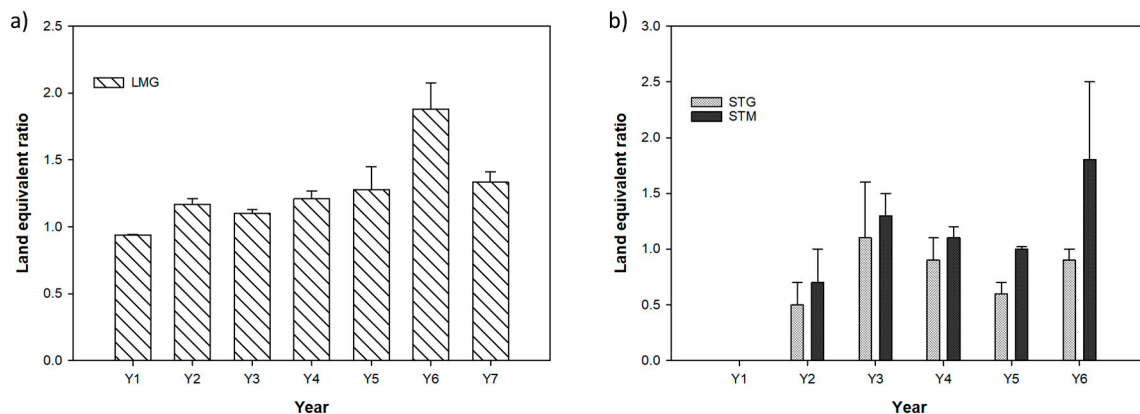 a)
Land equivalent ratio
2.5
2.0
1.5
1.0
0.5
0.0
LMG
Y1 Y2 Y3 Y4 Y5 Y6 Y7
Year
b)
Land equivalent ratio
3.0
2.5
2.0
1.5
1.0
0.5
0.0
STG
STM
Y1 Y2 Y3 Y4 Y5 Y6
Year